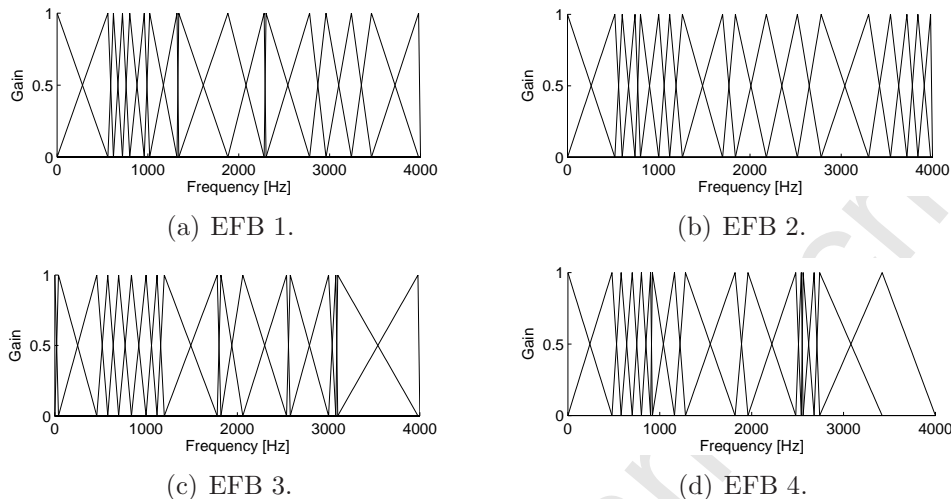 1
0.5
0
Gain
0 1000 2000 3000 4000
Frequency [Hz]
(a) EFB 1.
1
0.5
0
Gain
0 1000 2000 3000 4000
Frequency [Hz]
(b) EFB 2.
1
0.5
0
Gain
0 1000 2000 3000 4000
Frequency [Hz]
(c) EFB 3.
1
0.5
0
Gain
0 1000 2000 3000 4000
Frequency [Hz]
(d) EFB 4.